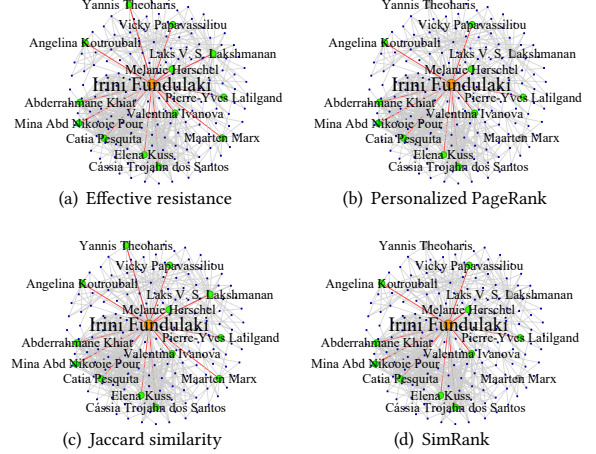 Yannis Theoharis
Vicky Papavassiliou
Angelina Kouroubali
Laks V. S. Lakshmanan
Melanie Herschel
Irini Fundulaki
Pierre-Yves Lalilgand
Abderrahmane Khiat
Valentina Ivanova
Mina Abd Nikooie Pour
Catia Pesquita
Maarten Marx
Elena Kuss
Cássia Trojahn dos Santos
(a) Effective resistance
Yannis Theoharis
Vicky Papavassiliou
Angelina Kouroubali
Laks V. S. Lakshmanan
Melanie Herschel
Irini Fundulaki
Pierre-Yves Lalilgand
Abderrahmane Khiat
Valentina Ivanova
Mina Abd Nikooie Pour
Catia Pesquita
Maarten Marx
Elena Kuss
Cássia Trojahn dos Santos
(b) Personalized PageRank
Yannis Theoharis
Vicky Papavassiliou
Angelina Kouroubali
Laks V. S. Lakshmanan
Melanie Herschel
Irini Fundulaki
Pierre-Yves Lalilgand
Abderrahmane Khiat
Valentina Ivanova
Mina Abd Nikooie Pour
Catia Pesquita
Maarten Marx
Elena Kuss
Cássia Trojahn dos Santos
(c) Jaccard similarity
Yannis Theoharis
Vicky Papavassiliou
Angelina Kouroubali
Laks V. S. Lakshmanan
Melanie Herschel
Irini Fundulaki
Pierre-Yves Lalilgand
Abderrahmane Khiat
Valentina Ivanova
Mina Abd Nikooie Pour
Catia Pesquita
Maarten Marx
Elena Kuss
Cássia Trojahn dos Santos
(d) SimRank